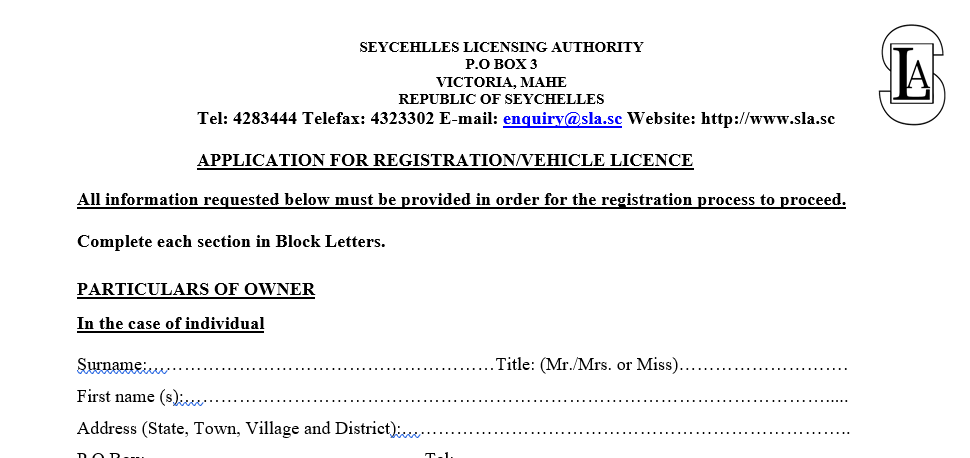 SEYCEHLLES LICENSING AUTHORITY
P.O BOX 3
VICTORIA, MAHE
REPUBLIC OF SEYCHELLES
Tel: 4283444 Telefax: 4323302 E-mail: enquiry@sla.sc Website: http://www.sla.sc
SLA
APPLICATION FOR REGISTRATION/VEHICLE LICENCE
All information requested below must be provided in order for the registration process to proceed.
Complete each section in Block Letters.
PARTICULARS OF OWNER
In the case of individual
Surname:…………………………………………………Title: (Mr./Mrs. or Miss)…………………….
First name (s):……………………………………………………………………………....
Address (State, Town, Village and District):…………………………………………………..
P.O Box: Tel: